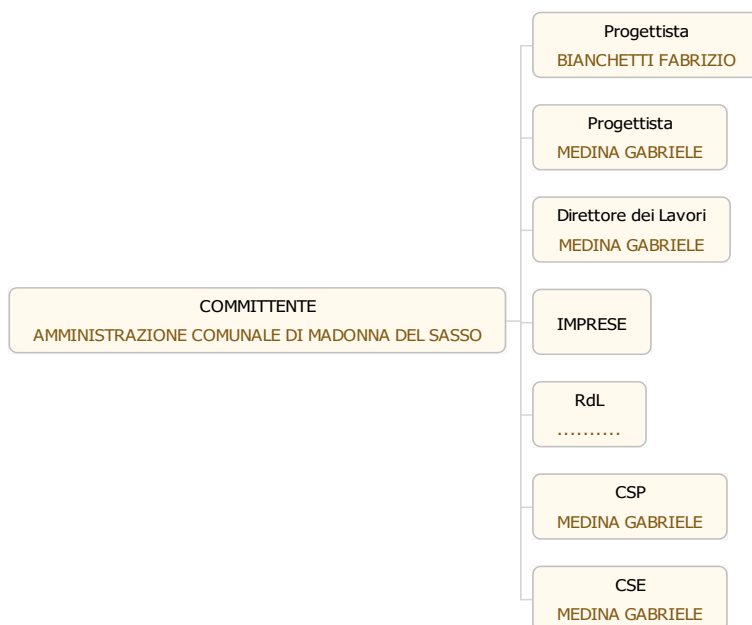 Progettista
BIANCHETTI FABRIZIO
Progettista
MEDINA GABRIELE
Direttore dei Lavori
MEDINA GABRIELE
COMMITTENTE
AMMINISTRAZIONE COMUNALE DI MADONNA DEL SASSO
IMPRESE
RdL
..........
CSP
MEDINA GABRIELE
CSE
MEDINA GABRIELE